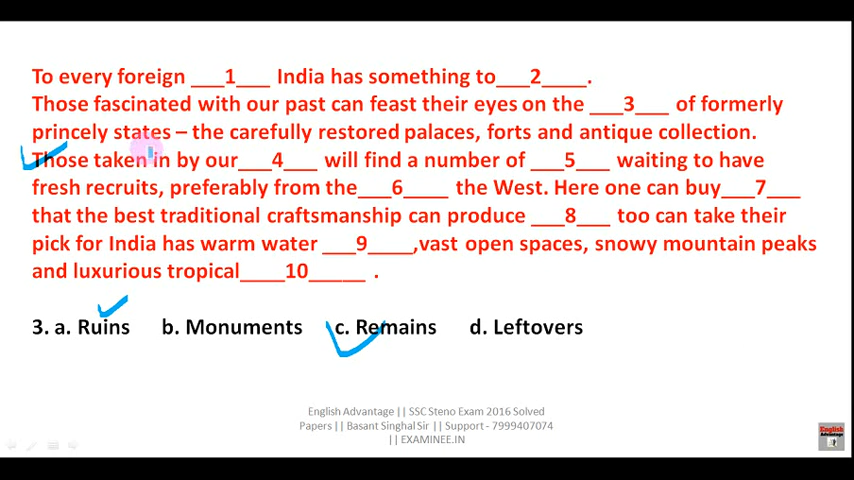 To every foreign ___1___ India has something to___2____.
Those fascinated with our past can feast their eyes on the ___3___ of formerly
princely states – the carefully restored palaces, forts and antique collection.
Those taken in by our___4___ will find a number of ___5___ waiting to have
fresh recruits, preferably from the___6____ the West. Here one can buy___7___
that the best traditional craftsmanship can produce ___8___ too can take their
pick for India has warm water ___9____,vast open spaces, snowy mountain peaks
and luxurious tropical____10_____ .
3. a. Ruins b. Monuments c. Remains d. Leftovers
English Advantage || SSC Steno Exam 2016 Solved
Papers || Basant Singhal Sir || Support - 7999407074
|| EXAMINEE.IN
English
Advantage